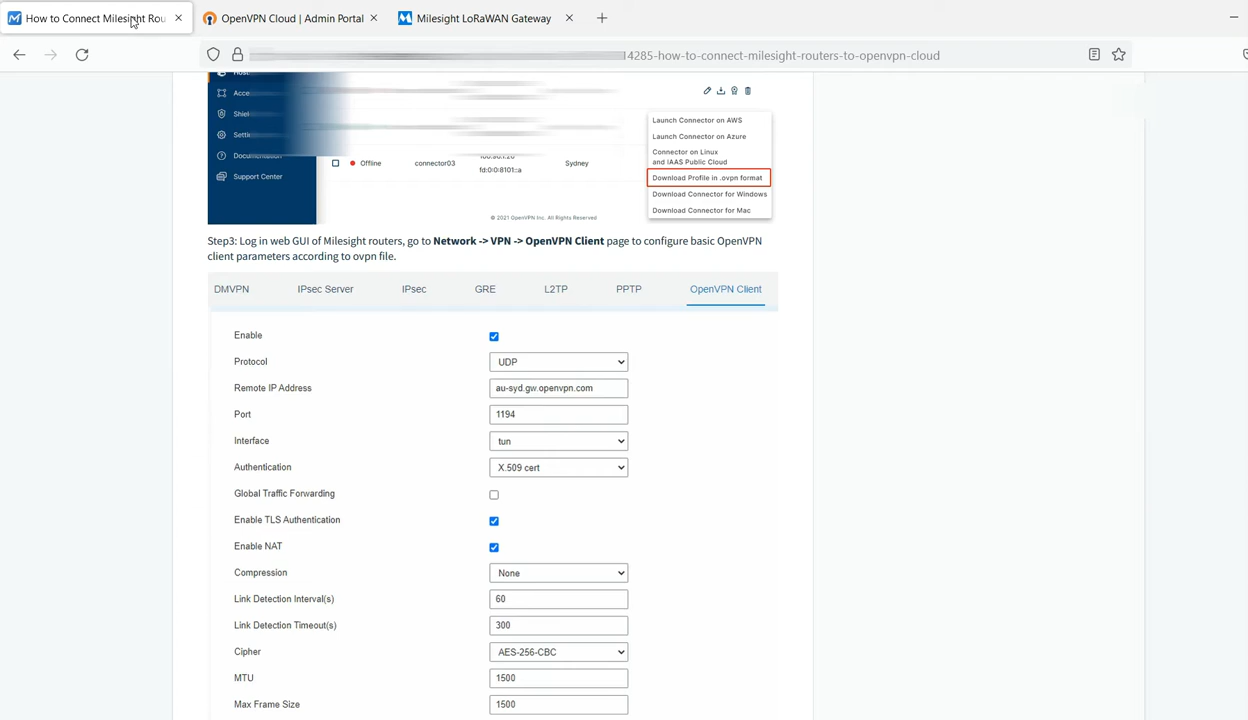 How to Connect Milesight Rou
OpenVPN Cloud | Admin Portal
Milesight LoRaWAN Gateway
14285-how-to-connect-milesight-routers-to-openvpn-cloud
Acce
Shiel
Launch Connector on AWS
Launch Connector on Azure
Settin
Connector on Linux
and IAAS Public Cloud
Documentation
Offline
connector03
fd:0:0:8101::a
Sydney
Support Center
Download Profile in .ovpn format
Download Connector for Windows
Download Connector for Mac
© 2021 OpenVPN Inc. All Rights Reserved
Step3: Log in web GUI of Milesight routers, go to Network -> VPN -> OpenVPN Client page to configure basic OpenVPN
client parameters according to ovpn file.
DMVPN IPsec Server IPsec GRE L2TP PPTP OpenVPN Client
Enable
Protocol UDP
Remote IP Address au-syd.gw.openvpn.com
Port 1194
Interface tun
Authentication X.509 cert
Global Traffic Forwarding
Enable TLS Authentication
Enable NAT
Compression None
Link Detection Interval(s) 60
Link Detection Timeout(s) 300
Cipher AES-256-CBC
MTU 1500
Max Frame Size 1500